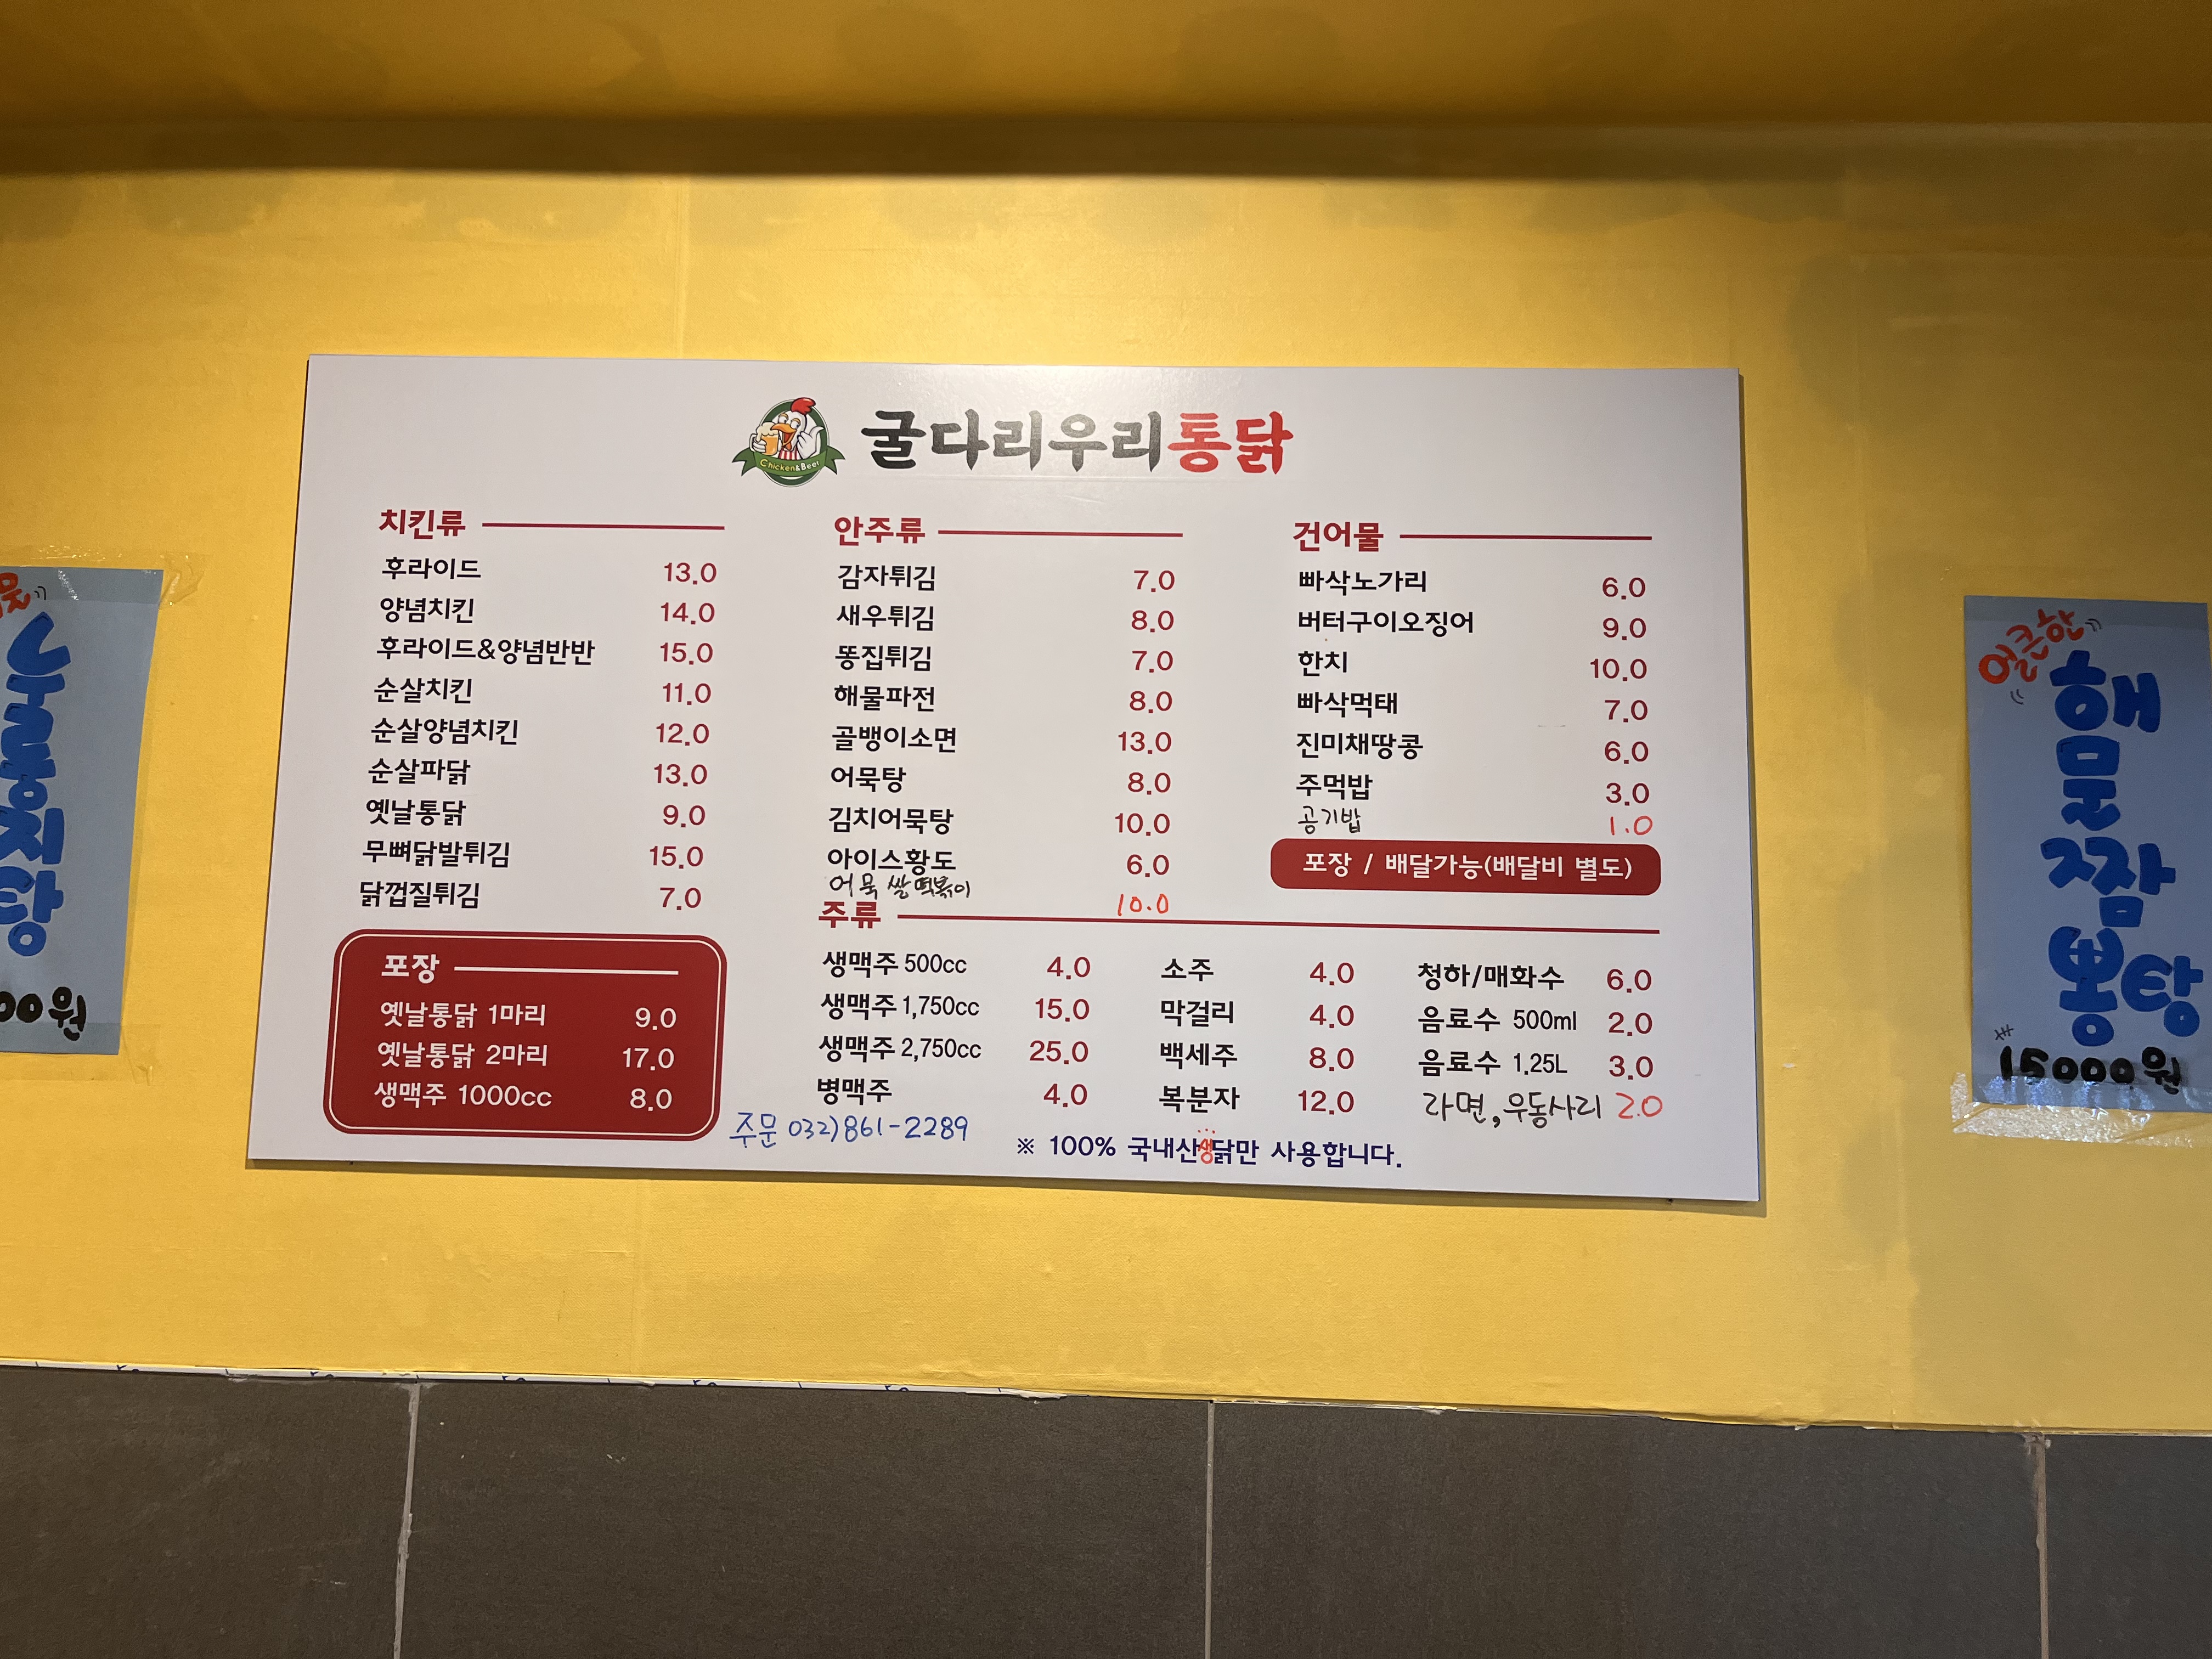 Chicken&Beer
굴다리우리통닭
치킨류
후라이드 13.0
양념치킨 14.0
후라이드&양념반반 15.0
순살치킨 11.0
순살양념치킨 12.0
순살파닭 13.0
옛날통닭 9.0
무뼈닭발튀김 15.0
닭껍질튀김 7.0
포장
옛날통닭 1마리 9.0
옛날통닭 2마리 17.0
생맥주 1000cc 8.0
안주류
감자튀김 7.0
새우튀김 8.0
똥집튀김 7.0
해물파전 8.0
골뱅이소면 13.0
어묵탕 8.0
김치어묵탕 10.0
아이스황도 6.0
어묵 쌀떡볶이 10.0
건어물
빠삭노가리 6.0
버터구이오징어 9.0
한치 10.0
빠삭먹태 7.0
진미채땅콩 6.0
주먹밥 3.0
공기밥 1.0
포장 / 배달가능(배달비 별도)
주류
생맥주 500cc 4.0
생맥주 1,750cc 15.0
생맥주 2,750cc 25.0
병맥주 4.0
소주 4.0
막걸리 4.0
백세주 8.0
복분자 12.0
청하/매화수 6.0
음료수 500ml 2.0
음료수 1.25L 3.0
라면,우동사리 2.0
주문 032)861-2289
※ 100% 국내산생닭만 사용합니다.
얼큰한
해물짬뽕탕
15000원
00원